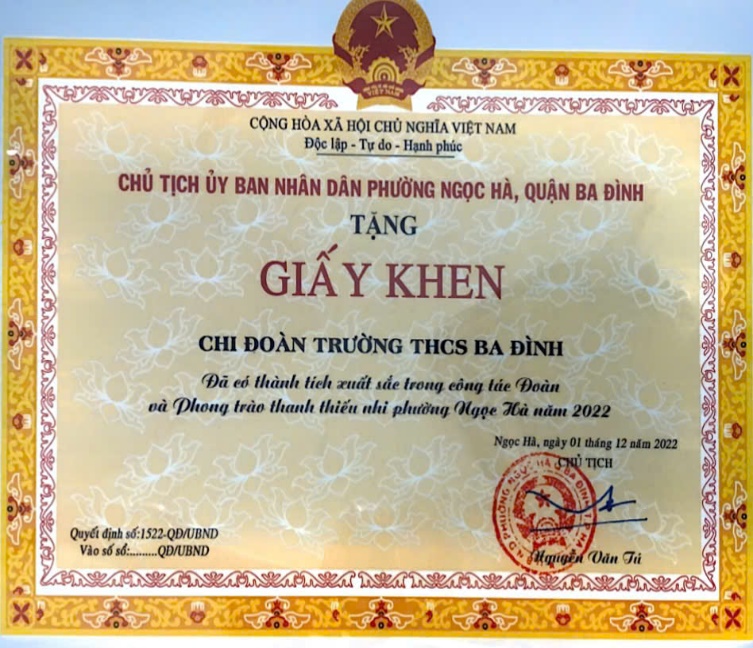 CỘNG HÒA XÃ HỘI CHỦ NGHĨA VIỆT NAM
Độc lập - Tự do - Hạnh phúc
CHỦ TỊCH ỦY BAN NHÂN DÂN PHƯỜNG NGỌC HÀ, QUẬN BA ĐÌNH
TẶNG
GIẤY KHEN
CHI ĐOÀN TRƯỜNG THCS BA ĐÌNH
Đã có thành tích xuất sắc trong công tác Đoàn
và Phong trào thanh thiếu nhi phường Ngọc Hà năm 2022
Ngọc Hà, ngày 01 tháng 12 năm 2022
CHỦ TỊCH
Nguyễn Văn Tú
Quyết định số:1522-QĐ/UBND
Vào sổ số:.........QĐ/UBND